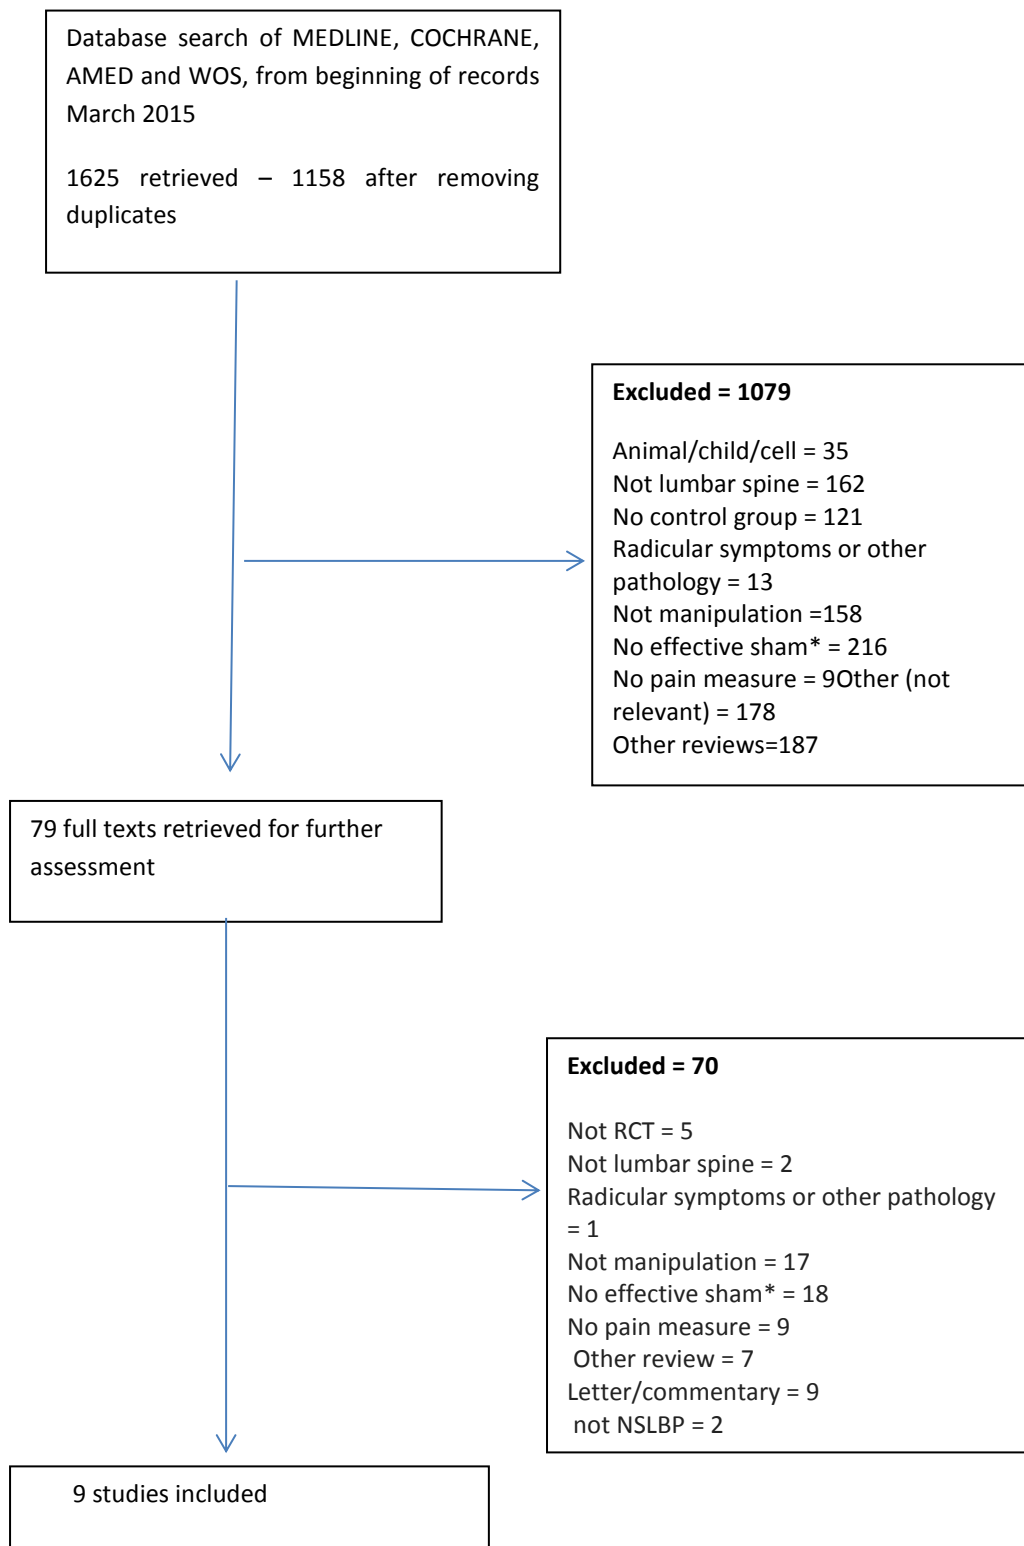 Database search of MEDLINE, COCHRANE,
AMED and WOS, from beginning of records
March 2015
1625 retrieved – 1158 after removing
duplicates
Excluded = 1079
Animal/child/cell = 35
Not lumbar spine = 162
No control group = 121
Radicular symptoms or other
pathology = 13
Not manipulation =158
No effective sham* = 216
No pain measure = 9Other (not
relevant) = 178
Other reviews=187
79 full texts retrieved for further
assessment
Excluded = 70
Not RCT = 5
Not lumbar spine = 2
Radicular symptoms or other pathology
= 1
Not manipulation = 17
No effective sham* = 18
No pain measure = 9
Other review = 7
Letter/commentary = 9
not NSLBP = 2
9 studies included